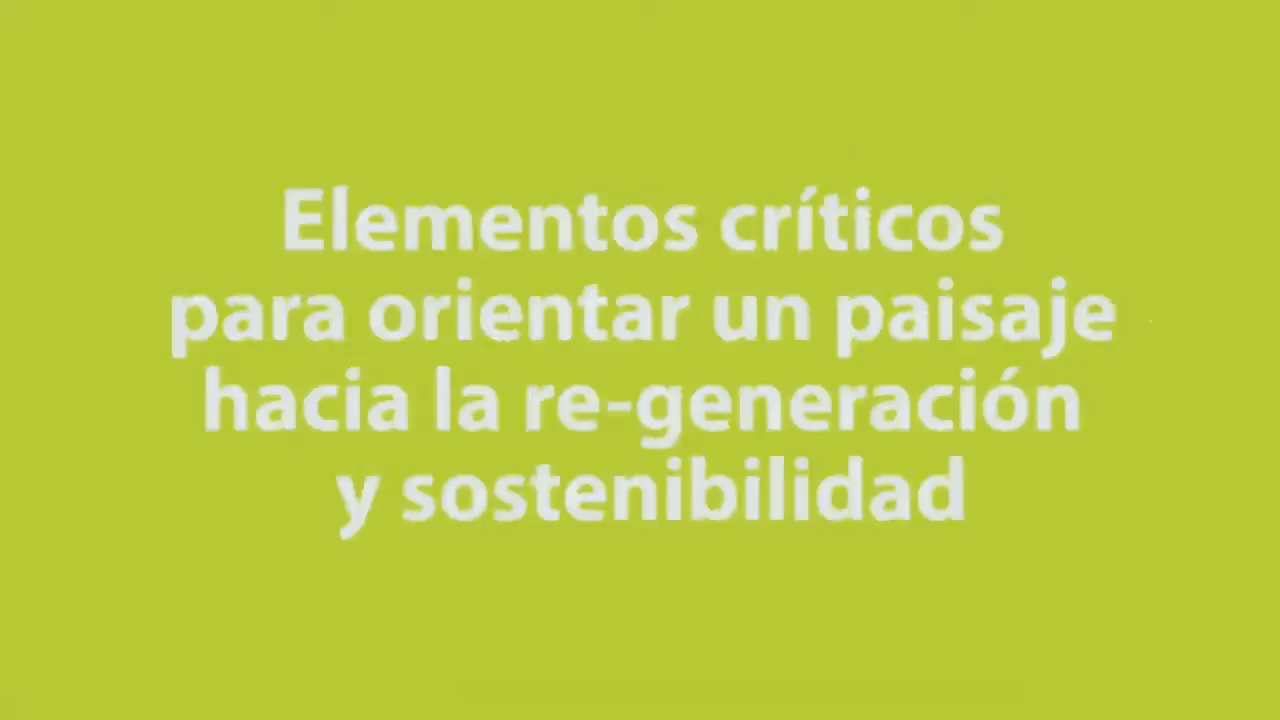 Elementos críticos
para orientar un paisaje
hacia la re-generación
y sostenibilidad